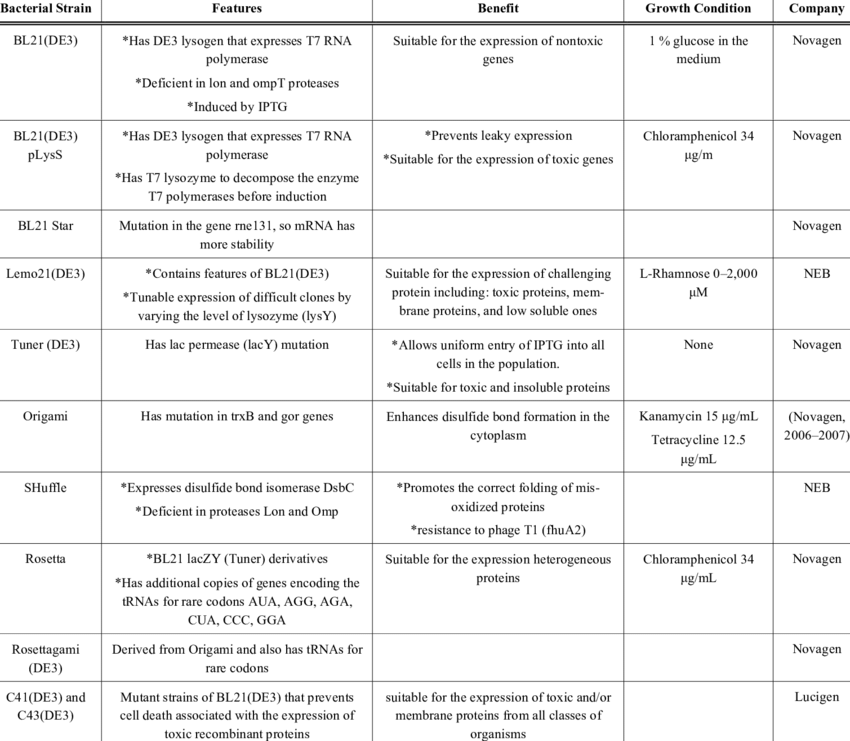 Bacterial Strain Features Benefit Growth Condition Company
BL21(DE3) *Has DE3 lysogen that expresses T7 RNA Suitable for the expression of nontoxic 1 % glucose in the Novagen
polymerase genes medium
*Deficient in lon and ompT proteases
*Induced by IPTG
BL21(DE3) *Has DE3 lysogen that expresses T7 RNA *Prevents leaky expression Chloramphenicol 34 Novagen
pLysS polymerase *Suitable for the expression of toxic genes μg/m
*Has T7 lysozyme to decompose the enzyme
T7 polymerases before induction
BL21 Star Mutation in the gene rne131, so mRNA has Novagen
more stability
Lemo21(DE3) *Contains features of BL21(DE3) Suitable for the expression of challenging L-Rhamnose 0–2,000 NEB
*Tunable expression of difficult clones by protein including: toxic proteins, mem- μM
varying the level of lysozyme (lysY) brane proteins, and low soluble ones
Tuner (DE3) Has lac permease (lacY) mutation *Allows uniform entry of IPTG into all None Novagen
cells in the population.
*Suitable for toxic and insoluble proteins
Origami Has mutation in trxB and gor genes Enhances disulfide bond formation in the Kanamycin 15 μg/mL (Novagen,
cytoplasm Tetracycline 12.5 2006–2007)
μg/mL
SHuffle *Expresses disulfide bond isomerase DsbC *Promotes the correct folding of mis- NEB
*Deficient in proteases Lon and Omp oxidized proteins
*resistance to phage T1 (fhuA2)
Rosetta *BL21 lacZY (Tuner) derivatives Suitable for the expression heterogeneous Chloramphenicol 34 Novagen
*Has additional copies of genes encoding the proteins μg/mL
tRNAs for rare codons AUA, AGG, AGA,
CUA, CCC, GGA
Rosettagami Derived from Origami and also has tRNAs for Novagen
(DE3) rare codons
C41(DE3) and Mutant strains of BL21(DE3) that prevents suitable for the expression of toxic and/or Lucigen
C43(DE3) cell death associated with the expression of membrane proteins from all classes of
toxic recombinant proteins organisms